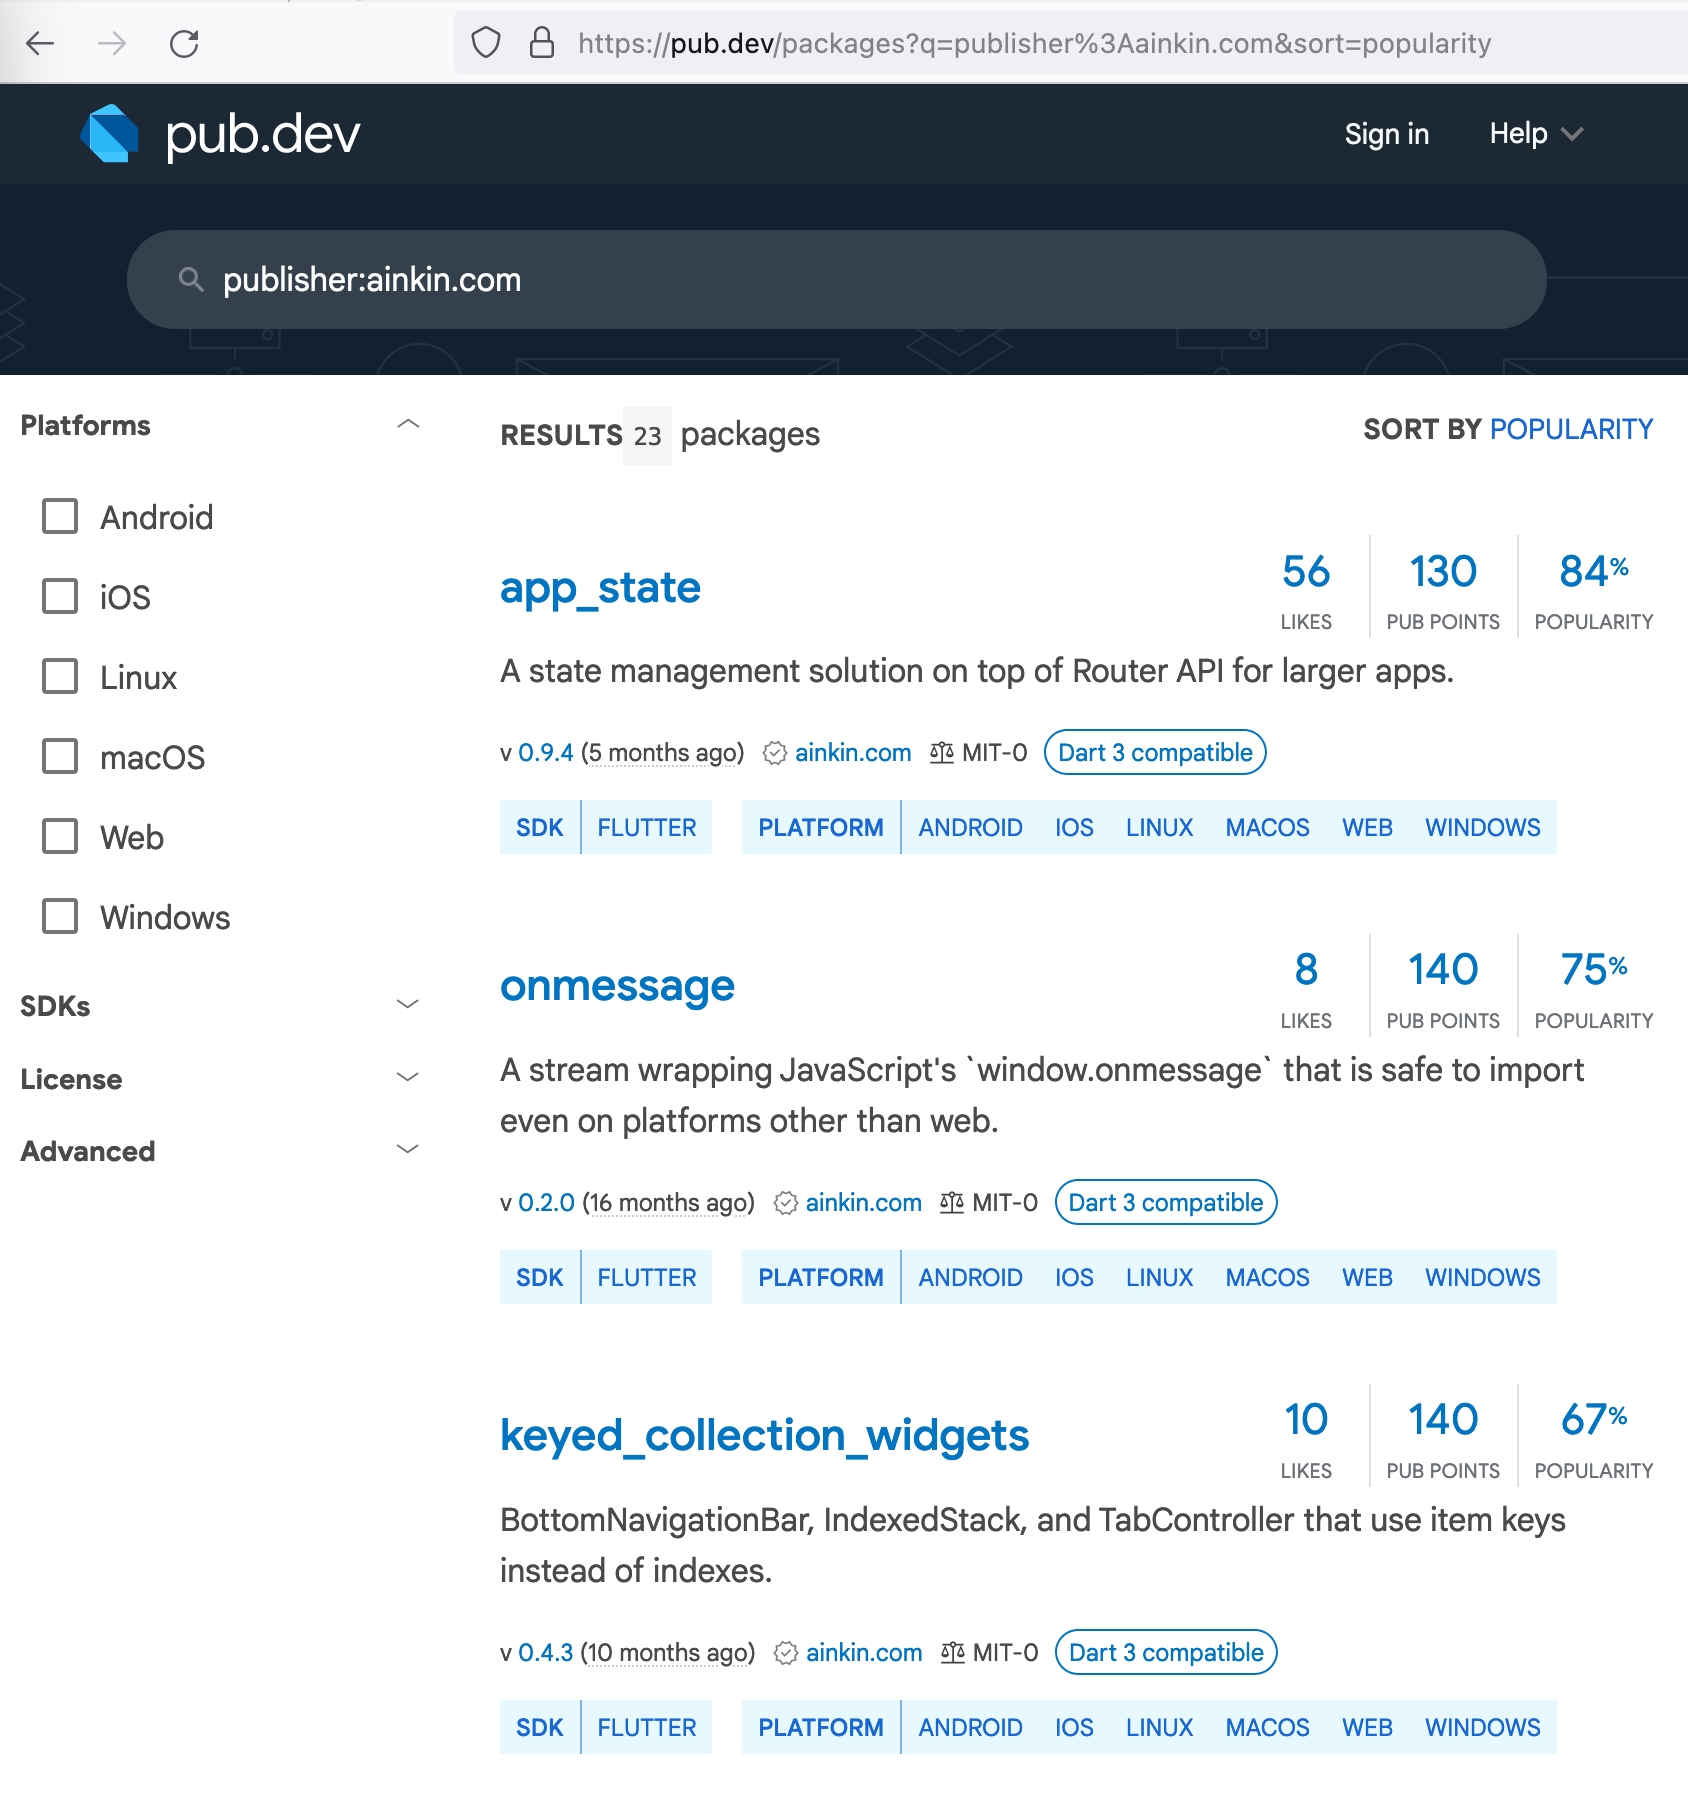 https://pub.dev/packages?q=publisher%3Aainkin.com&sort=popularity
pub.dev
Sign in
Help
publisher:ainkin.com
Platforms
Android
iOS
Linux
macOS
Web
Windows
SDKs
License
Advanced
RESULTS 23 packages
SORT BY POPULARITY
app_state
56 130 84%
LIKES PUB POINTS POPULARITY
A state management solution on top of Router API for larger apps.
v 0.9.4 (5 months ago) ainkin.com MIT-0 Dart 3 compatible
SDK FLUTTER PLATFORM ANDROID IOS LINUX MACOS WEB WINDOWS
onmessage
8 140 75%
LIKES PUB POINTS POPULARITY
A stream wrapping JavaScript's `window.onmessage` that is safe to import
even on platforms other than web.
v 0.2.0 (16 months ago) ainkin.com MIT-0 Dart 3 compatible
SDK FLUTTER PLATFORM ANDROID IOS LINUX MACOS WEB WINDOWS
keyed_collection_widgets
10 140 67%
LIKES PUB POINTS POPULARITY
BottomNavigationBar, IndexedStack, and TabController that use item keys
instead of indexes.
v 0.4.3 (10 months ago) ainkin.com MIT-0 Dart 3 compatible
SDK FLUTTER PLATFORM ANDROID IOS LINUX MACOS WEB WINDOWS